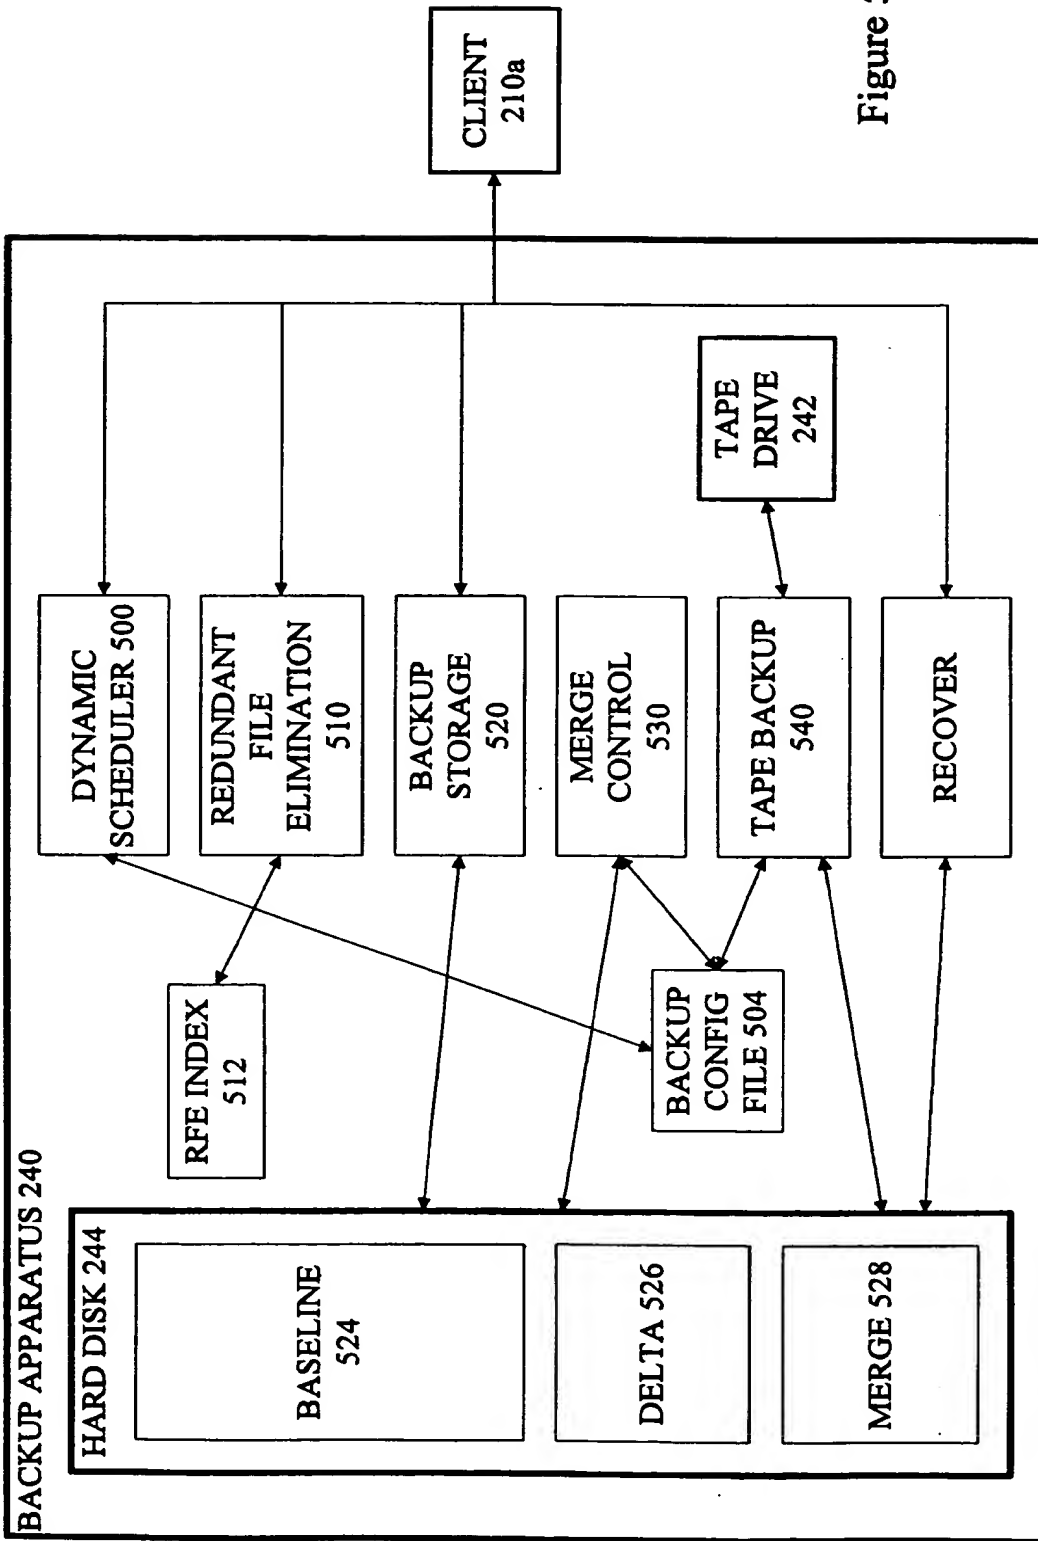 BACKUP APPARATUS 240
HARD DISK 244
BASELINE
524
DELTA 526
MERGE 528
RFE INDEX
512
BACKUP
CONFIG
FILE 504
DYNAMIC
SCHEDULER 500
REDUNDANT
FILE
ELIMINATION
510
BACKUP
STORAGE
520
MERGE
CONTROL
530
TAPE BACKUP
540
RECOVER
TAPE
DRIVE
242
CLIENT
210a
Figure